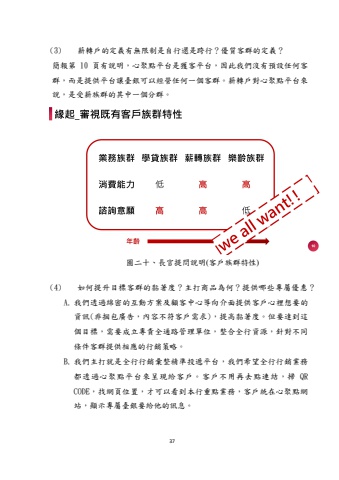 (3)　薪轉戶的定義有無限制是自行還是跨行？優質客群的定義？
簡報第 10 頁有說明，心聚點平台是獲客平台，因此我們沒有預設任何客
群，而是提供平台讓臺銀可以經營任何一個客群。薪轉戶對心聚點平台來
說，是受薪族群的其中一個分群。
緣起_審視既有客戶族群特性
業務族群 學貸族群 薪轉族群 樂齡族群
消費能力 低 高 高
諮詢意願 高 高 低
we all want!!
年齡
圖二十、長官提問說明(客戶族群特性)
(4)　如何提升目標客群的黏著度？主打商品為何？提供哪些專屬優惠？
A. 我們透過綿密的互動方案及顧客中心導向介面提供客戶心裡想要的
資訊(非捆包廣告，內容不符客戶需求)，提高黏著度。但要達到這
個目標，需要成立專責全通路管理單位，整合全行資源，針對不同
條件客群提供相應的行銷策略。
B. 我們主打就是全行行銷彙整精準投遞平台，我們希望全行行銷業務
都透過心聚點平台來呈現給客戶。客戶不用再去點連結，掃 QR
CODE，找網頁位置，才可以看到本行重點業務，客戶純在心聚點網
站，顯示專屬臺銀要給他的訊息。
37